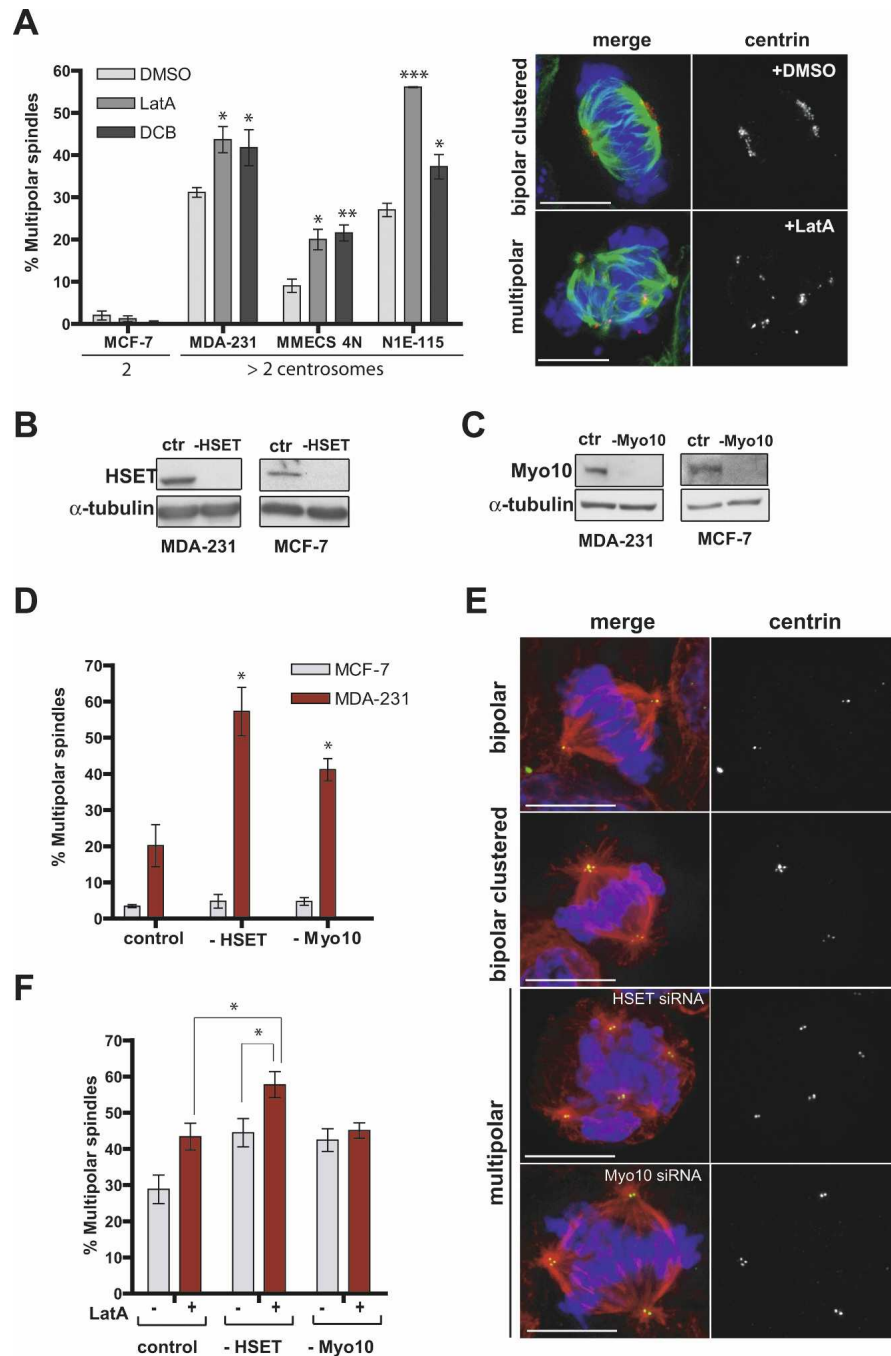 A
% Multipolar spindles
60
50
40
30
20
10
0
DMSO
LatA
DCB
*
*
*
**
***
*
MCF-7
MDA-231
MMECS 4N
N1E-115
2
> 2 centrosomes
merge
centrin
bipolar clustered
+DMSO
multipolar
+LatA
B
ctr -HSET
ctr -HSET
HSET
α-tubulin
MDA-231
MCF-7
C
ctr -Myo10
ctr -Myo10
Myo10
α-tubulin
MDA-231
MCF-7
D
% Multipolar spindles
70
60
50
40
30
20
10
0
MCF-7
MDA-231
*
*
control
- HSET
- Myo10
E
merge
centrin
bipolar
bipolar clustered
multipolar
HSET siRNA
Myo10 siRNA
F
% Multipolar spindles
70
60
50
40
30
20
10
0
*
*
LatA
- +
- +
- +
control
- HSET
- Myo10